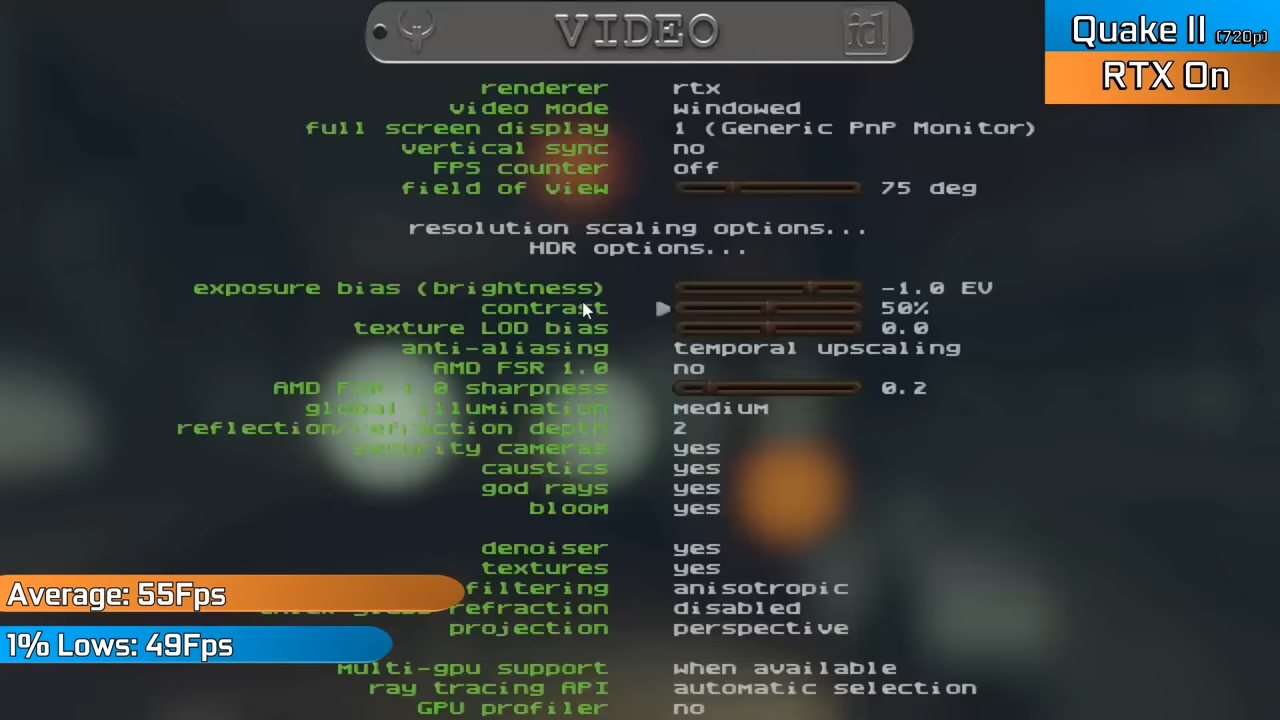 VIDEO
id
Quake II (720p)
RTX On
renderer rtx
video mode windowed
full screen display 1 (Generic PnP Monitor)
vertical sync no
FPS counter off
field of view 75 deg
resolution scaling options...
HDR options...
exposure bias (brightness) -1.0 EV
contrast 50%
texture LOD bias 0.0
anti-aliasing temporal upscaling
AMD FSR 1.0 no
AMD FSR 1.0 sharpness 0.2
global illumination medium
reflection/refraction depth 2
security cameras yes
caustics yes
god rays yes
bloom yes
denoiser yes
textures yes
filtering anisotropic
refraction disabled
projection perspective
multi-gpu support when available
ray tracing API automatic selection
GPU profiler no
Average: 55Fps
1% Lows: 49Fps